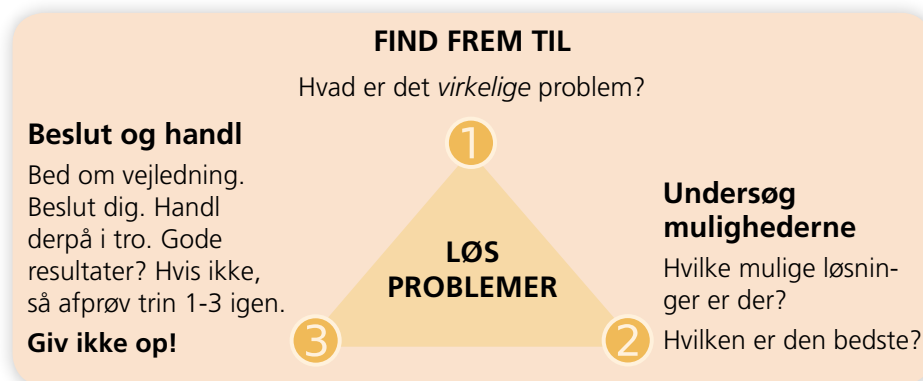 FIND FREM TIL
Hvad er det virkelige problem?
1
Undersøg
mulighederne
Hvilke mulige løsnin-
ger er der?
Hvilken er den bedste?
2
Beslut og handl
Bed om vejledning.
Beslut dig. Handl
derpå i tro. Gode
resultater? Hvis ikke,
så afprøv trin 1-3 igen.
Giv ikke op!
3
LØS
PROBLEMER